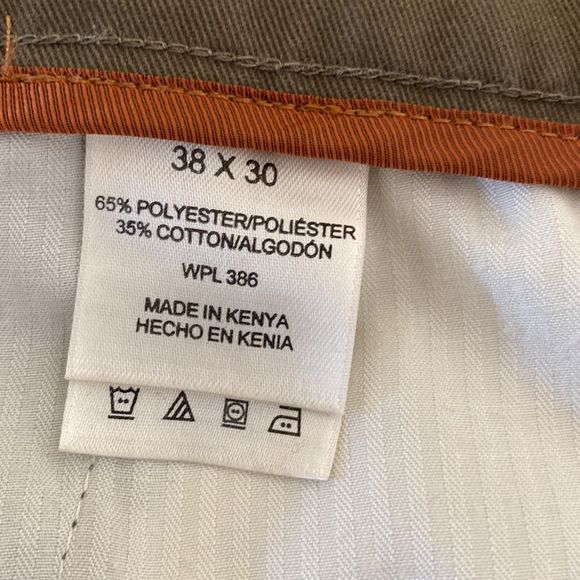 38 X 30
65% POLYESTER/POLIÉSTER
35% COTTON/ALGODÓN
WPL 386
MADE IN KENYA
HECHO EN KENIA